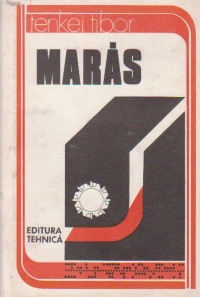 tenkei tibor
MARÁS
EDITURA
TEHNICĂ